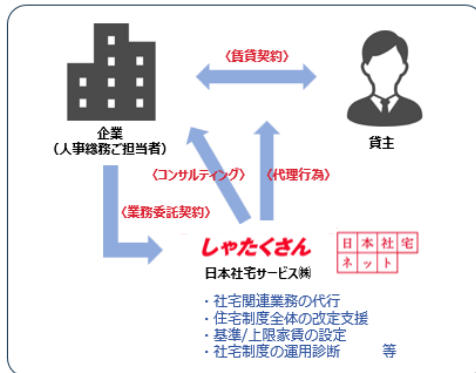 〈賃貸契約〉
企業
（人事総務ご担当者）
貸主
〈コンサルティング〉
〈代理行為〉
〈業務委託契約〉
しゃたくさん
日本社宅
ネット
日本社宅サービス㈱
・社宅関連業務の代行
・住宅制度全体の改定支援
・基準/上限家賃の設定
・社宅制度の運用診断　　等